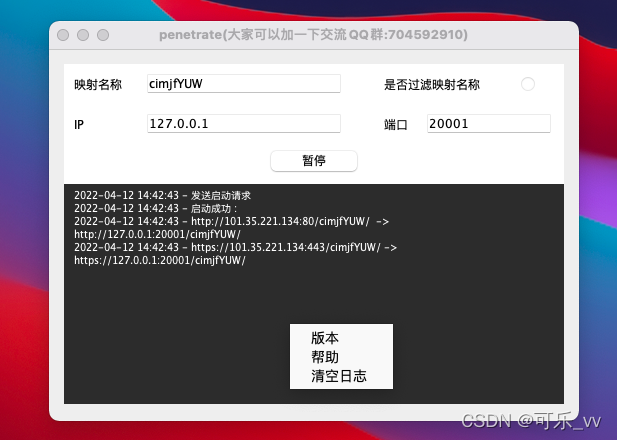 penetrate(大家可以加一下交流QQ群:704592910)
映射名称 cimjfYUW 是否过滤映射名称
IP 127.0.0.1 端口 20001
暂停
2022-04-12 14:42:43 - 发送启动请求
2022-04-12 14:42:43 - 启动成功：
2022-04-12 14:42:43 - http://101.35.221.134:80/cimjfYUW/ ->
http://127.0.0.1:20001/cimjfYUW/
2022-04-12 14:42:43 - https://101.35.221.134:443/cimjfYUW/ ->
https://127.0.0.1:20001/cimjfYUW/
版本
帮助
清空日志
CSDN @可乐_vv